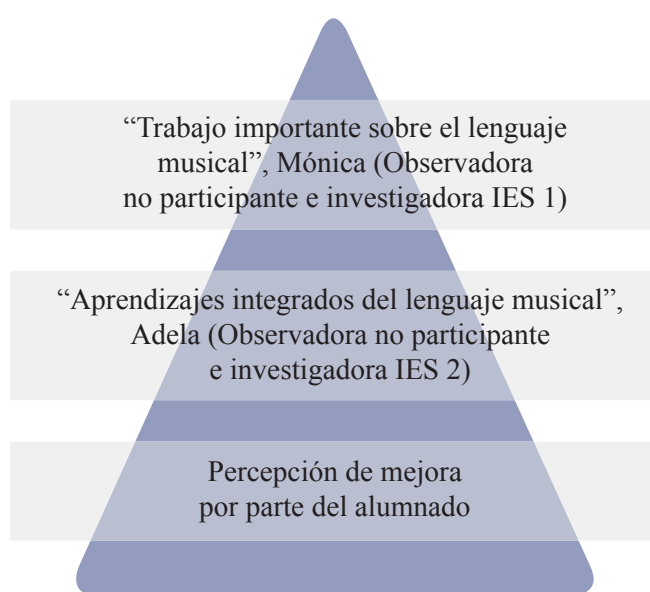 “Trabajo importante sobre el lenguaje
musical”, Mónica (Observadora
no participante e investigadora IES 1)
“Aprendizajes integrados del lenguaje musical”,
Adela (Observadora no participante
e investigadora IES 2)
Percepción de mejora
por parte del alumnado